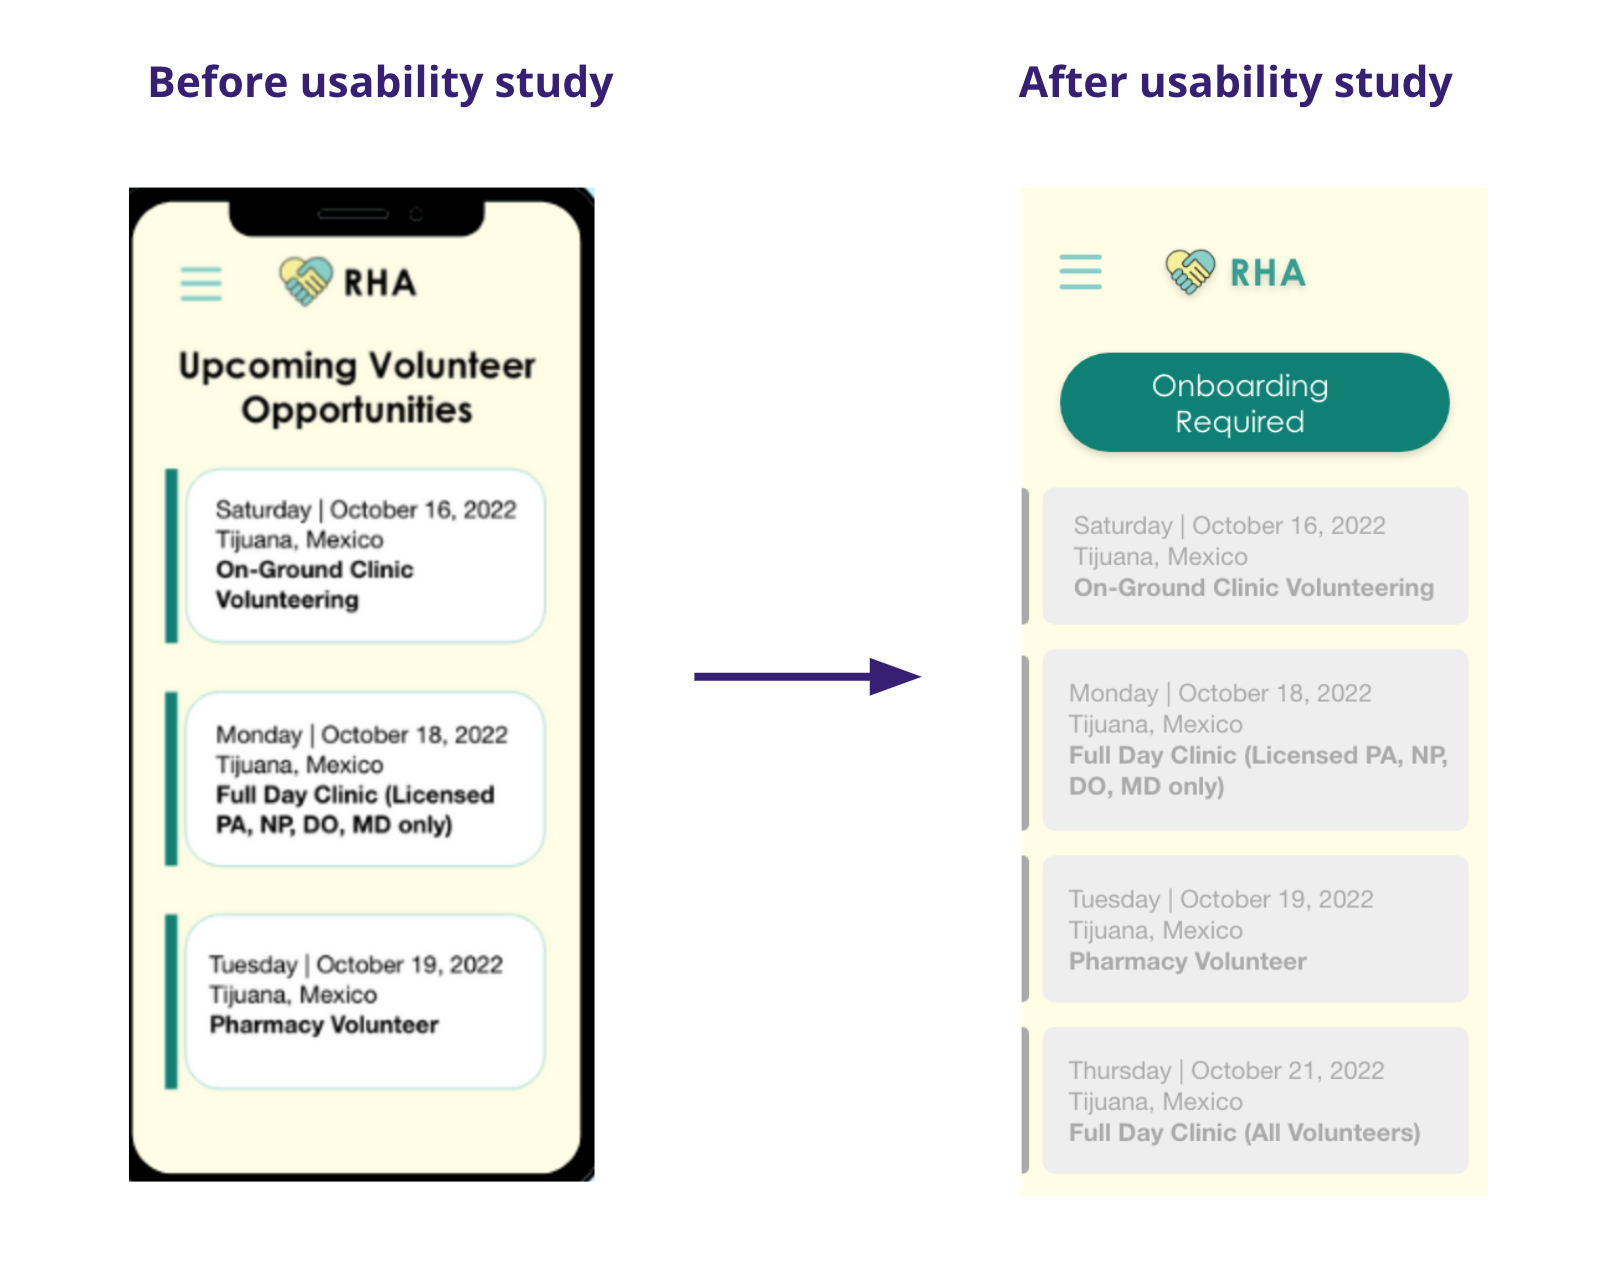 Before usability study
After usability study
RHA
Upcoming Volunteer
Opportunities
Saturday | October 16, 2022
Tijuana, Mexico
On-Ground Clinic
Volunteering
Monday | October 18, 2022
Tijuana, Mexico
Full Day Clinic (Licensed
PA, NP, DO, MD only)
Tuesday | October 19, 2022
Tijuana, Mexico
Pharmacy Volunteer
RHA
Onboarding
Required
Saturday | October 16, 2022
Tijuana, Mexico
On-Ground Clinic Volunteering
Monday | October 18, 2022
Tijuana, Mexico
Full Day Clinic (Licensed PA, NP,
DO, MD only)
Tuesday | October 19, 2022
Tijuana, Mexico
Pharmacy Volunteer
Thursday | October 21, 2022
Tijuana, Mexico
Full Day Clinic (All Volunteers)